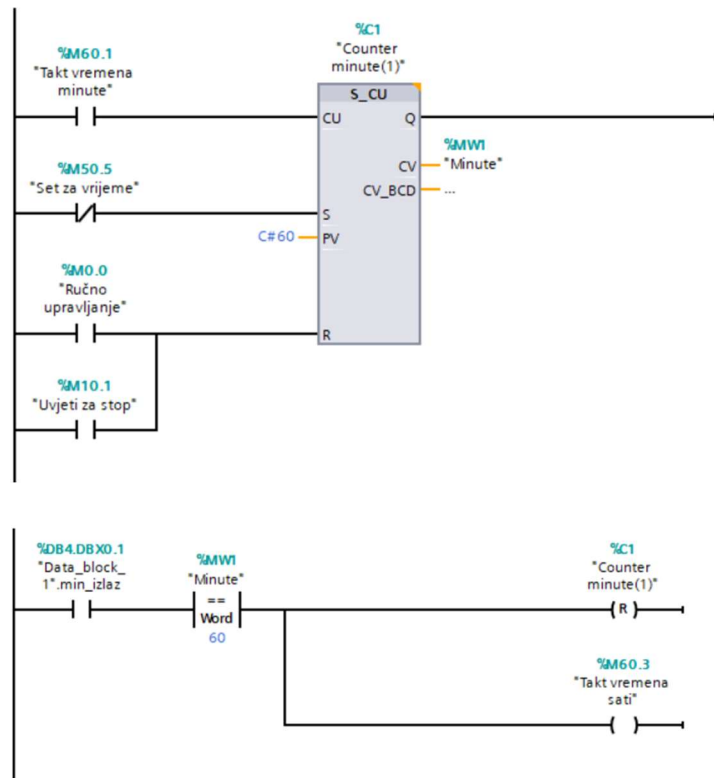 %C1
"Counter
minute(1)"
%M60.1
"Takt vremena
minute"
S_CU
CU Q
%MW1
CV "Minute"
CV_BCD ...
%M50.5
"Set za vrijeme"
S
C#60 PV
%M0.0
"Ručno
upravljanje"
R
%M10.1
"Uvjeti za stop"
%DB4.DBX0.1
"Data_block_
1".min_izlaz
%MW1
"Minute"
==
Word
60
%C1
"Counter
minute(1)"
R
%M60.3
"Takt vremena
sati"